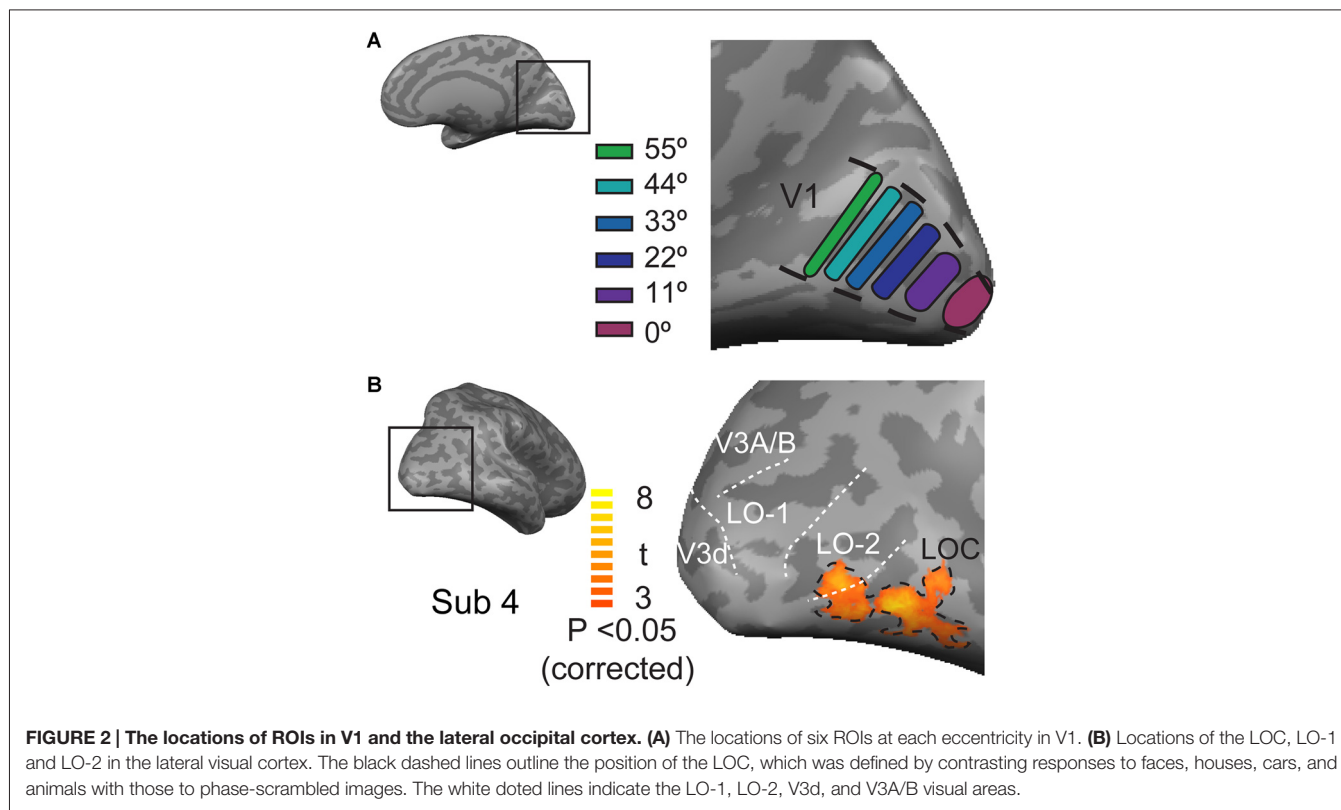 A
55º
44º
33º
22º
11º
0º
V1
B
8
t
3
P <0.05
(corrected)
Sub 4
V3A/B
LO-1
V3d
LO-2
LOC
FIGURE 2 | The locations of ROIs in V1 and the lateral occipital cortex. (A) The locations of six ROIs at each eccentricity in V1. (B) Locations of the LOC, LO-1
and LO-2 in the lateral visual cortex. The black dashed lines outline the position of the LOC, which was defined by contrasting responses to faces, houses, cars, and
animals with those to phase-scrambled images. The white doted lines indicate the LO-1, LO-2, V3d, and V3A/B visual areas.